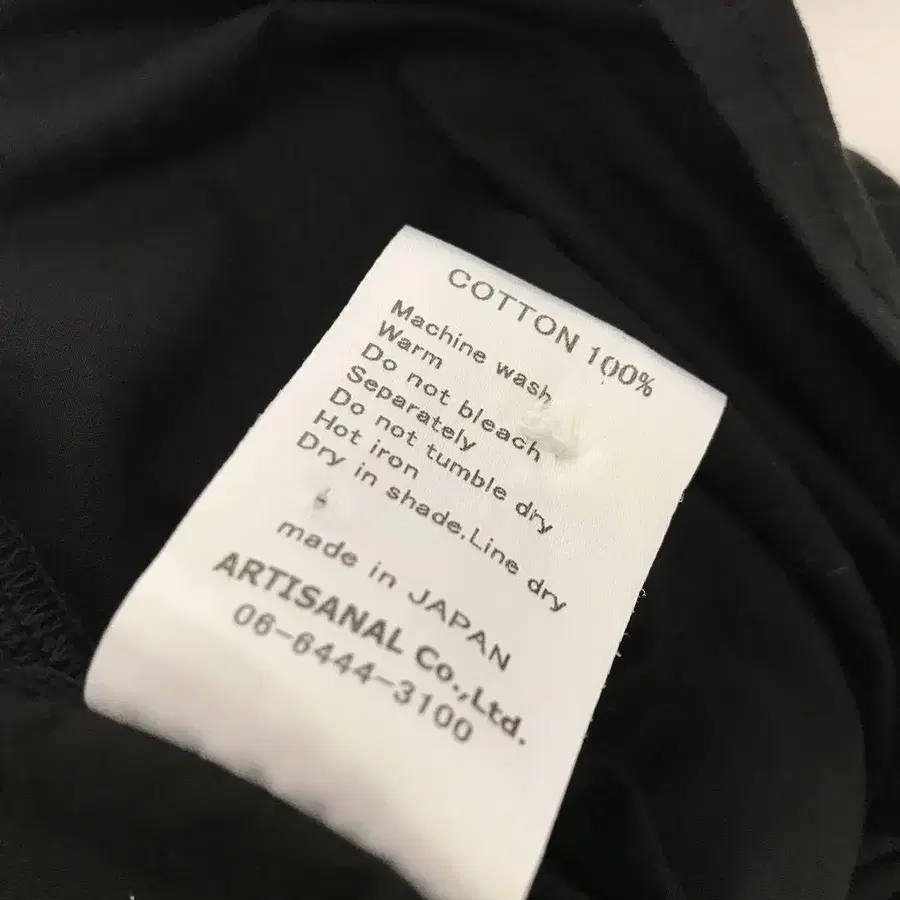 COTTON 100%
Machine wash
Warm
Do not bleach
Separately
Do not tumble dry
Hot iron
Dry in shade.Line dry
made in JAPAN
ARTISANAL Co.,Ltd.
06-6444-3100